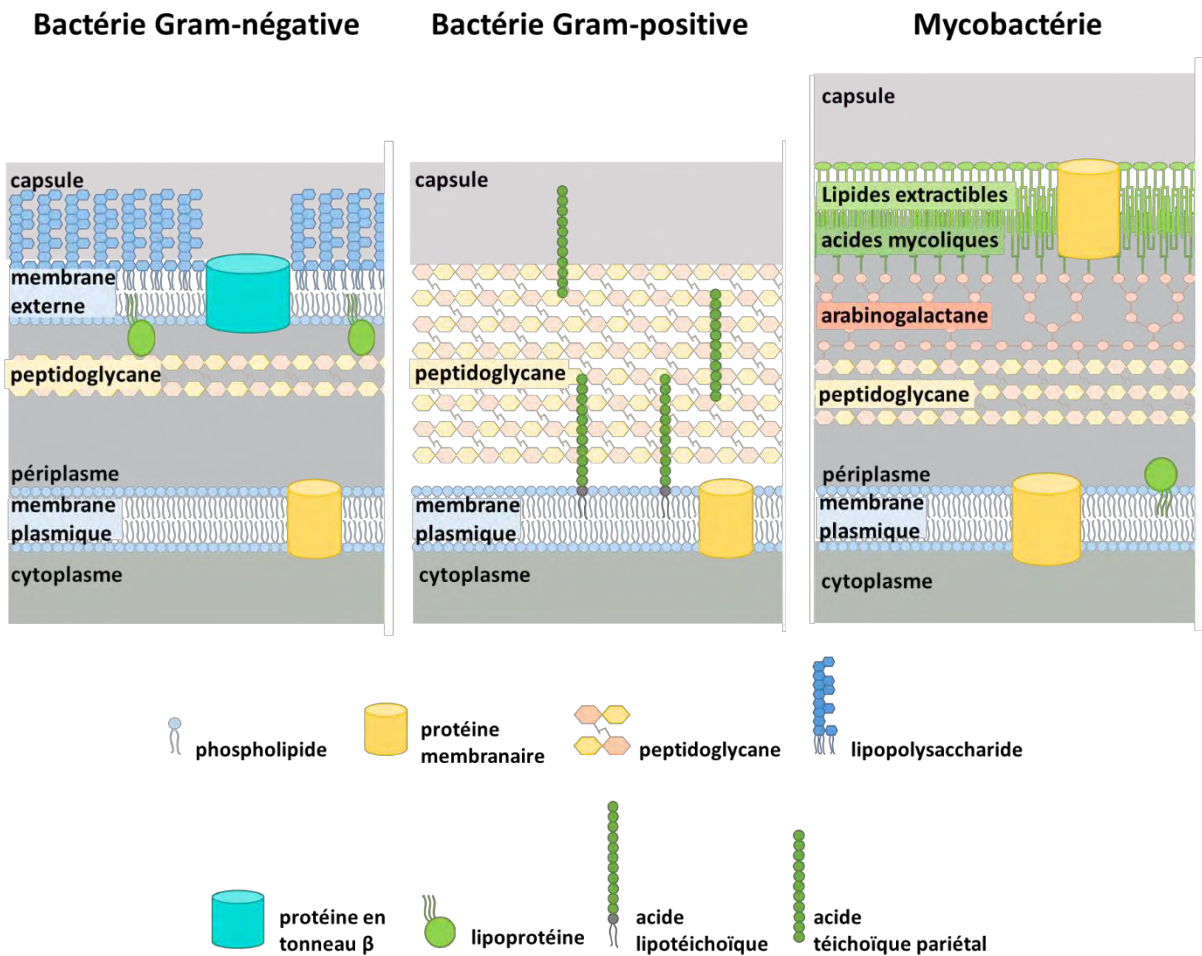 Bactérie Gram-négative
Bactérie Gram-positive
Mycobactérie
capsule
membrane
externe
peptidoglycane
périplasme
membrane
plasmique
cytoplasme
capsule
peptidoglycane
membrane
plasmique
cytoplasme
capsule
Lipides extractibles
acides mycoliques
arabinogalactane
peptidoglycane
périplasme
membrane
plasmique
cytoplasme
phospholipide
protéine
membranaire
peptidoglycane
lipopolysaccharide
protéine en
tonneau β
lipoprotéine
acide
lipotéichoïque
acide
téichoïque pariétal